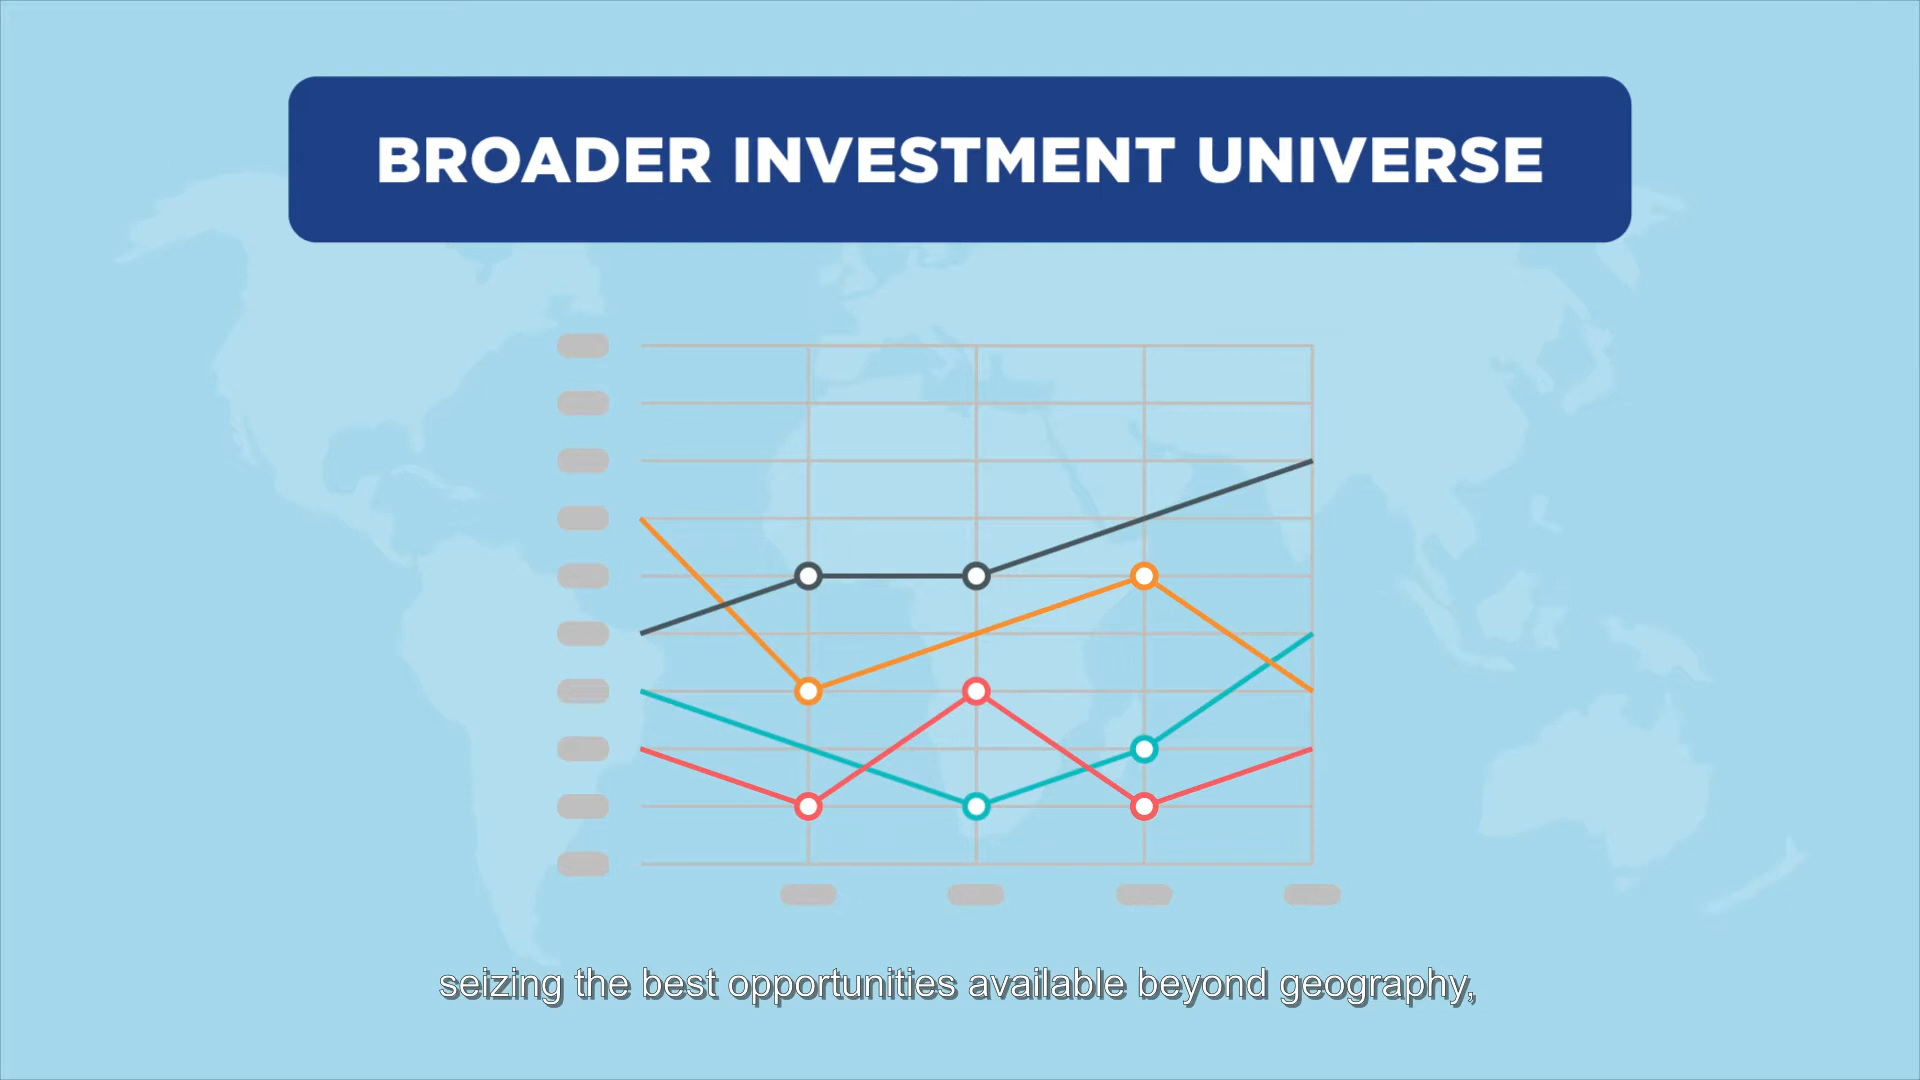 BROADER INVESTMENT UNIVERSE
seizing the best opportunities available beyond geography,